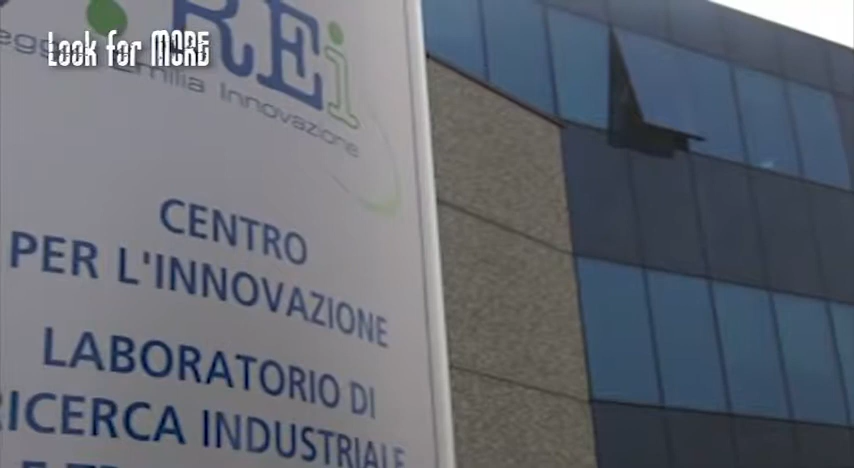 Look for MORE
REi
Emilia Innovazione
CENTRO
PER L'INNOVAZIONE
LABORATORIO DI
RICERCA INDUSTRIALE